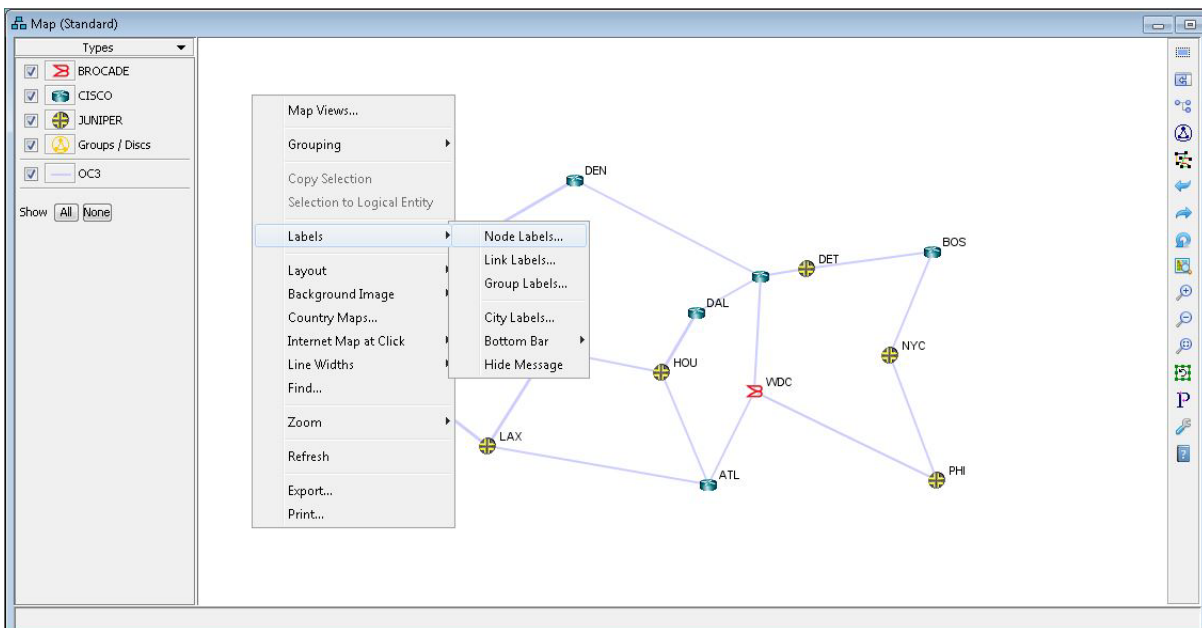 Map (Standard)
Types
BROCADE
CISCO
JUNIPER
Groups / Discs
OC3
Show All None
Map Views...
Grouping
Copy Selection
Selection to Logical Entity
Labels
Layout
Background Image
Country Maps...
Internet Map at Click
Line Widths
Find...
Zoom
Refresh
Export...
Print...
Node Labels...
Link Labels...
Group Labels...
City Labels...
Bottom Bar
Hide Message
DEN
DET
BOS
DAL
HOU
NYC
WDC
LAX
ATL
PHI
P